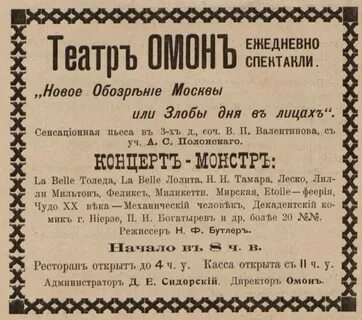 Театръ ОМОНЪ ЕЖЕДНЕВНО СПЕКТАКЛИ.
„Новое Обозрѣніе Москвы
или Злобы дня въ лицахъ“.
Сенсаціонная пьеса въ 3-хъ д., соч. В. П. Валентинова, съ
уч. А. С. Полонскаго.
КОНЦЕРТЪ-МОНСТРЪ:
La Belle Толеда, La Belle Лолита. Н. И. Тамара, Леско, Лил-
ли Мильтонъ, Феликсъ, Миликетти. Мирская, Etolle—феерія,
Чудо XX вѣка—Механическій человѣкъ, Декадентскій ко-
микъ г. Ніерзе, П. И. Богатыревъ и др. болѣе 20 №№.
Режиссеръ Н. Ф. Бутлеръ.
Начало въ 8 ч. в.
Ресторанъ открытъ до 4 ч. у. Касса открыта съ 11 ч. у.
Администраторъ Д. Е. Сидорскій. Директоръ Омонъ.